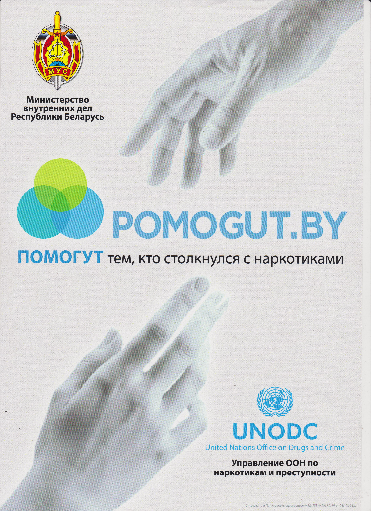 МУС
Министерство
внутренних дел
Республики Беларусь
POMOGUT.BY
ПОМОГУТ тем, кто столкнулся с наркотиками
UNODC
United Nations Office on Drugs and Crime
Управление ООН по
наркотикам и преступности